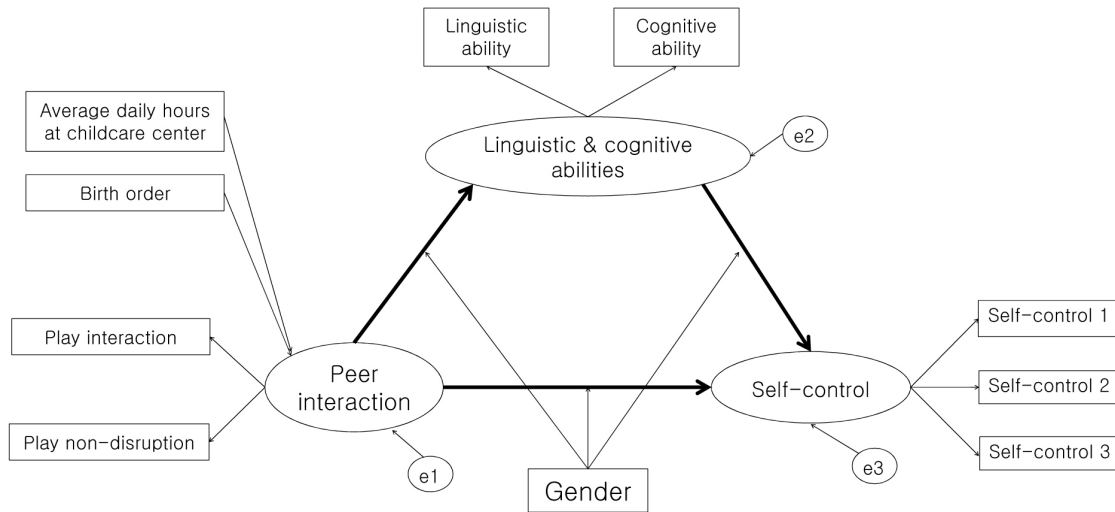 Linguistic
ability
Cognitive
ability
Average daily hours
at childcare center
Linguistic & cognitive
abilities
e2
Birth order
Play interaction
Peer
interaction
Self-control
Self-control 1
Self-control 2
Self-control 3
Play non-disruption
e1
Gender
e3